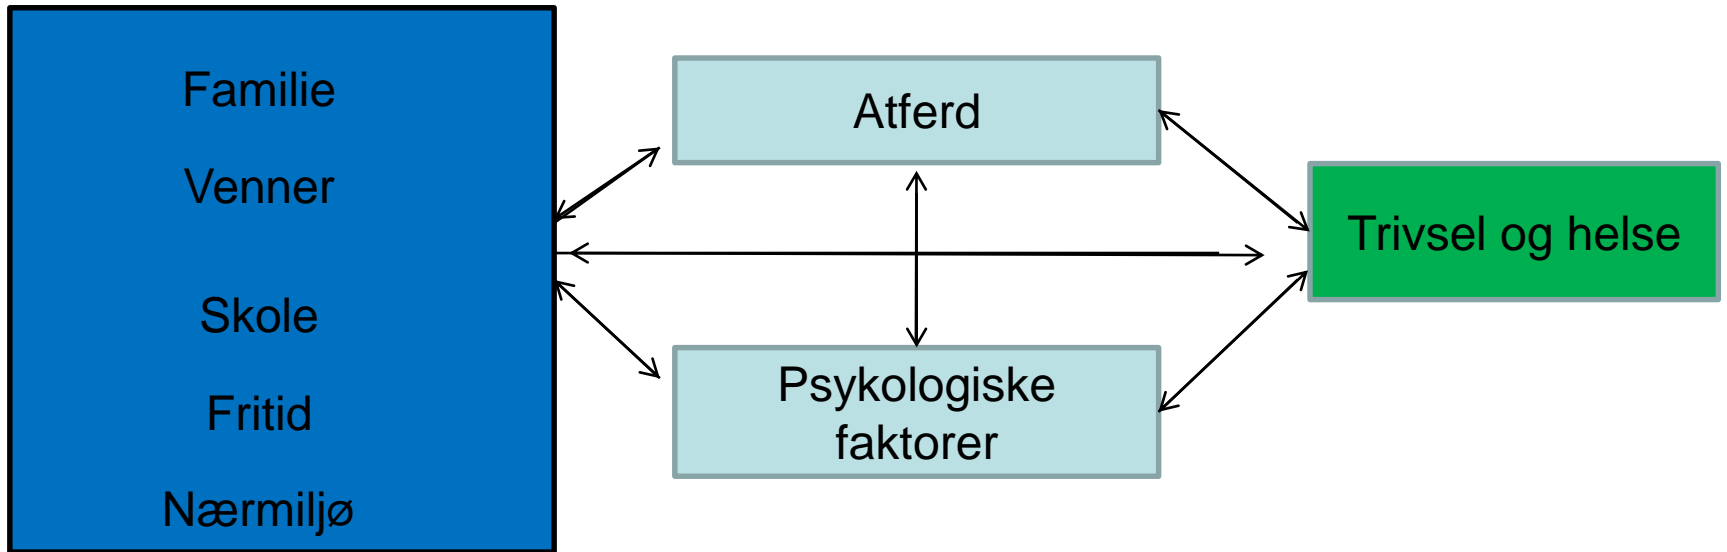 Familie
Venner
Skole
Fritid
Nærmiljø
Atferd
Psykologiske
faktorer
Trivsel og helse